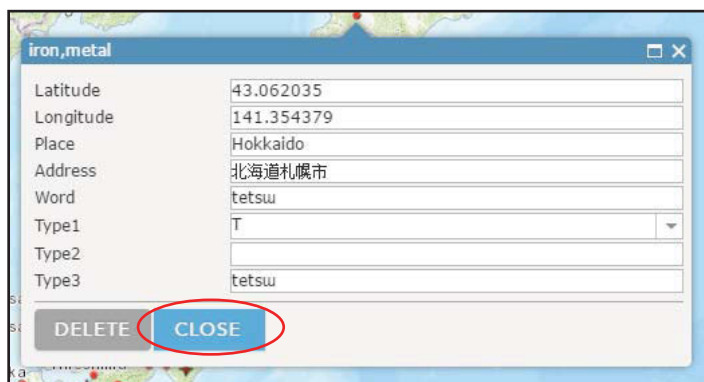 iron,metal
Latitude 43.062035
Longitude 141.354379
Place Hokkaido
Address 北海道札幌市
Word tetsɯ
Type1 T
Type2
Type3 tetsɯ
DELETE CLOSE